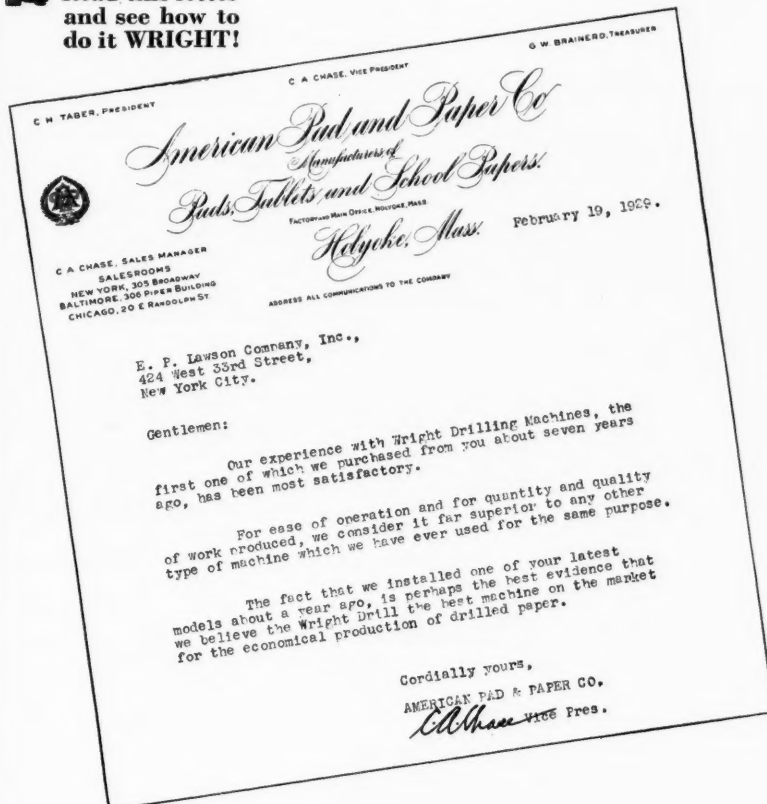 and see how to
do it WRIGHT!
C H TABER, PRESIDENT
C A CHASE, VICE PRESIDENT
G W BRAINERD, TREASURER
American Pad and Paper Co
Manufacturers of
Pads, Tablets, and School Papers.
FACTORY AND MAIN OFFICE, HOLYOKE, MASS.
Holyoke, Mass.
February 19, 1929.
C A CHASE, SALES MANAGER
SALESROOMS
NEW YORK, 305 BROADWAY
BALTIMORE, 306 PIPER BUILDING
CHICAGO, 20 E RANDOLPH ST.
ADDRESS ALL COMMUNICATIONS TO THE COMPANY
E. P. Lawson Company, Inc.,
424 West 33rd Street,
New York City.
Gentlemen:
Our experience with Wright Drilling Machines, the
first one of which we purchased from you about seven years
ago, has been most satisfactory.
For ease of operation and for quantity and quality
of work produced, we consider it far superior to any other
type of machine which we have ever used for the same purpose.
The fact that we installed one of your latest
models about a year ago, is perhaps the best evidence that
we believe the Wright Drill the best machine on the market
for the economical production of drilled paper.
Cordially yours,
AMERICAN PAD & PAPER CO.
C.A. Chase Vice Pres.